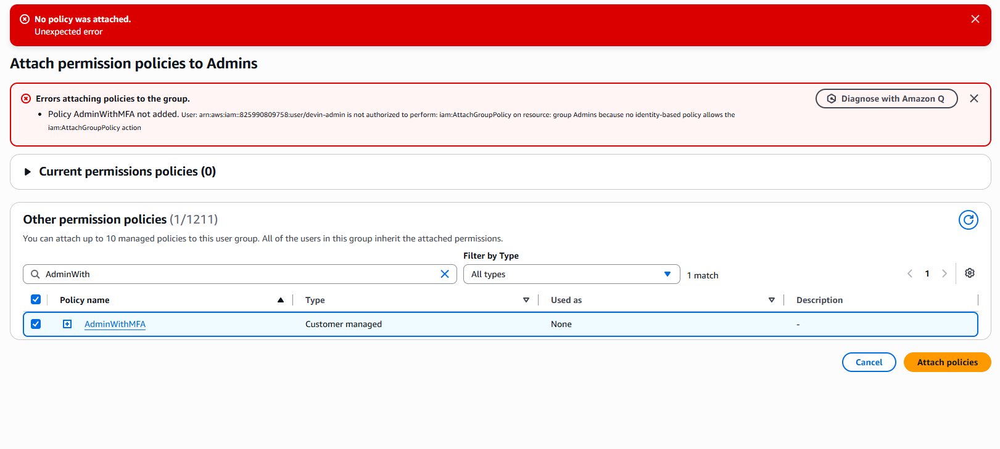 No policy was attached.
Unexpected error
Attach permission policies to Admins
Errors attaching policies to the group.
Diagnose with Amazon Q
Policy AdminWithMFA not added. User: arn:aws:iam::825990809758:user/devin-admin is not authorized to perform: iam:AttachGroupPolicy on resource: group Admins because no identity-based policy allows the
iam:AttachGroupPolicy action
Current permissions policies (0)
Other permission policies (1/1211)
You can attach up to 10 managed policies to this user group. All of the users in this group inherit the attached permissions.
Filter by Type
AdminWith
All types
1 match
1
Policy name
Type
Used as
Description
AdminWithMFA
Customer managed
None
-
Cancel
Attach policies